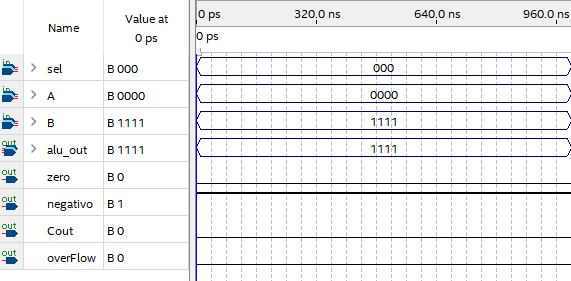 Name Value at 0 ps 0 ps 320.0 ns 640.0 ns 960.0 ns
0 ps
in sel B 000 000
in A B 0000 0000
in B B 1111 1111
out alu_out B 1111 1111
out zero B 0
out negativo B 1
out Cout B 0
out overFlow B 0